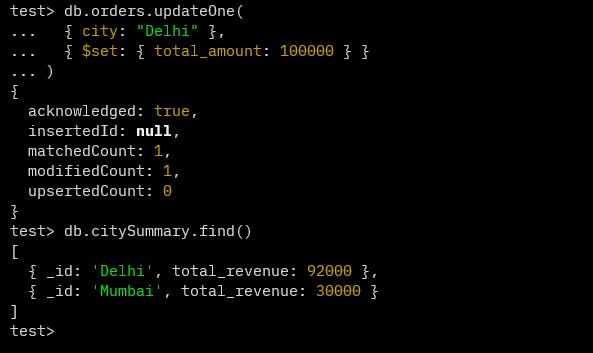 test> db.orders.updateOne(
...   { city: "Delhi" },
...   { $set: { total_amount: 100000 } }
... )
{
  acknowledged: true,
  insertedId: null,
  matchedCount: 1,
  modifiedCount: 1,
  upsertedCount: 0
}
test> db.citySummary.find()
[
  { _id: 'Delhi', total_revenue: 92000 },
  { _id: 'Mumbai', total_revenue: 30000 }
]
test>